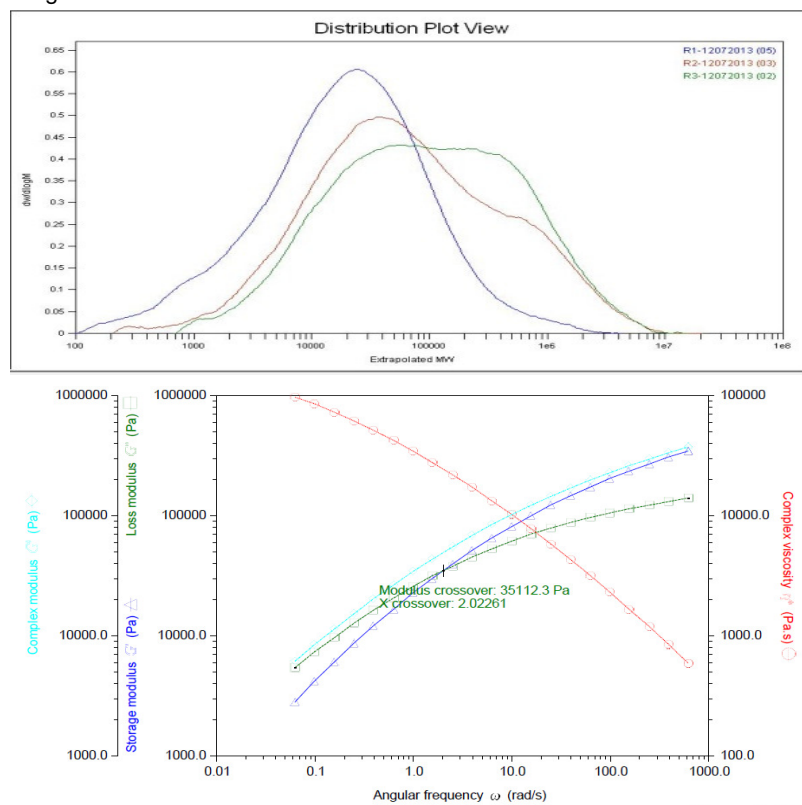 Distribution Plot View
R1-12072013 (05)
R2-12072013 (03)
R3-12072013 (02)
0.65
0.6
0.55
0.5
0.45
0.4
0.35
0.3
0.25
0.2
0.15
0.1
0.05
0
dw/dlogM
100
1000
10000
100000
1e6
1e7
1e8
Extrapolated MW
1000000
100000
10000.0
1000.0
Complex modulus G* (Pa)
Loss modulus G'' (Pa)
Storage modulus G' (Pa)
1000000
100000
10000.0
1000.0
Modulus crossover: 35112.3 Pa
X crossover: 2.02261
100000
10000.0
1000.0
100.0
Complex viscosity η* (Pa.s)
0.01
0.1
1.0
10.0
100.0
1000.0
Angular frequency ω (rad/s)